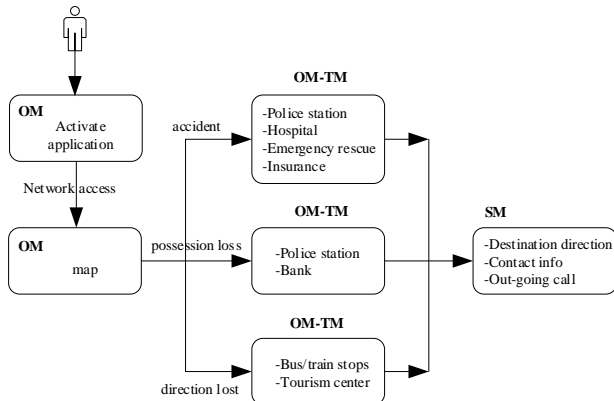 OM
Activate
application
Network access
OM
map
accident
possession loss
direction lost
OM-TM
-Police station
-Hospital
-Emergency rescue
-Insurance
OM-TM
-Police station
-Bank
OM-TM
-Bus/train stops
-Tourism center
SM
-Destination direction
-Contact info
-Out-going call